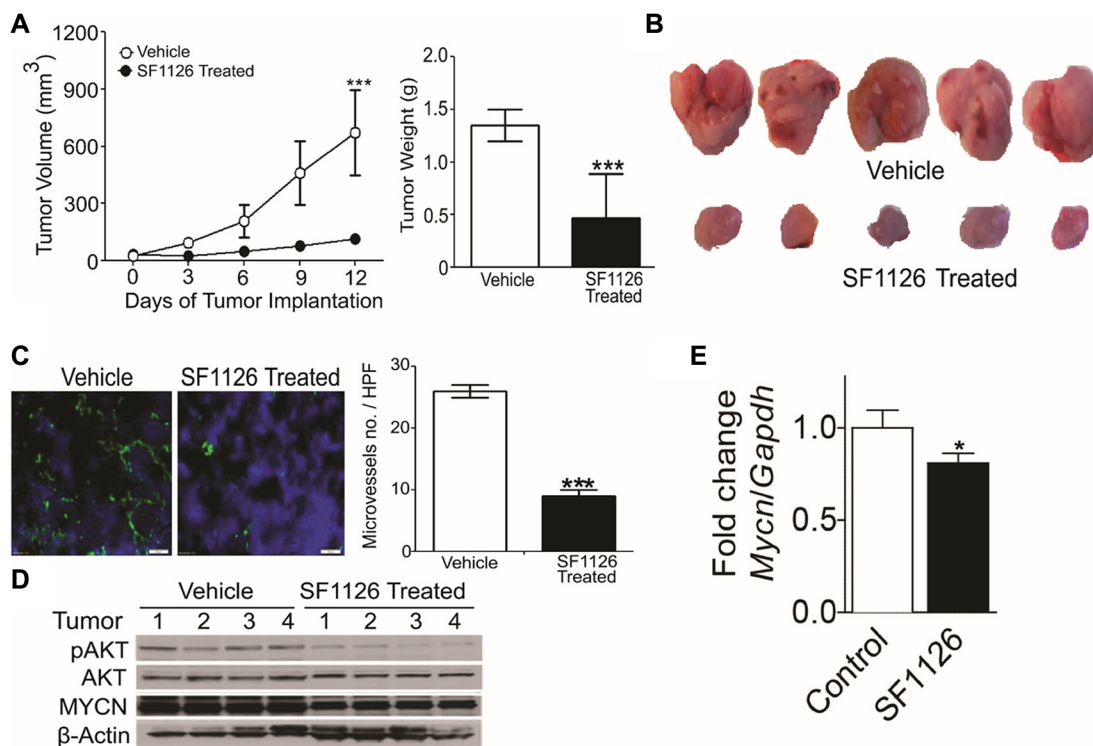 A
1200
900
600
300
0
Tumor Volume (mm3)
Vehicle
SF1126 Treated
***
0 3 6 9 12
Days of Tumor Implantation
2.0
1.5
1.0
0.5
0
Tumor Weight (g)
***
Vehicle
SF1126
Treated
B
Vehicle
SF1126 Treated
C
Vehicle
SF1126 Treated
30
20
10
0
Microvessels no. / HPF
***
Vehicle
SF1126
Treated
D
Vehicle SF1126 Treated
Tumor 1 2 3 4 1 2 3 4
pAKT
AKT
MYCN
β-Actin
E
1.0
0.5
0.0
Fold change
Mycn/Gapdh
*
Control
SF1126